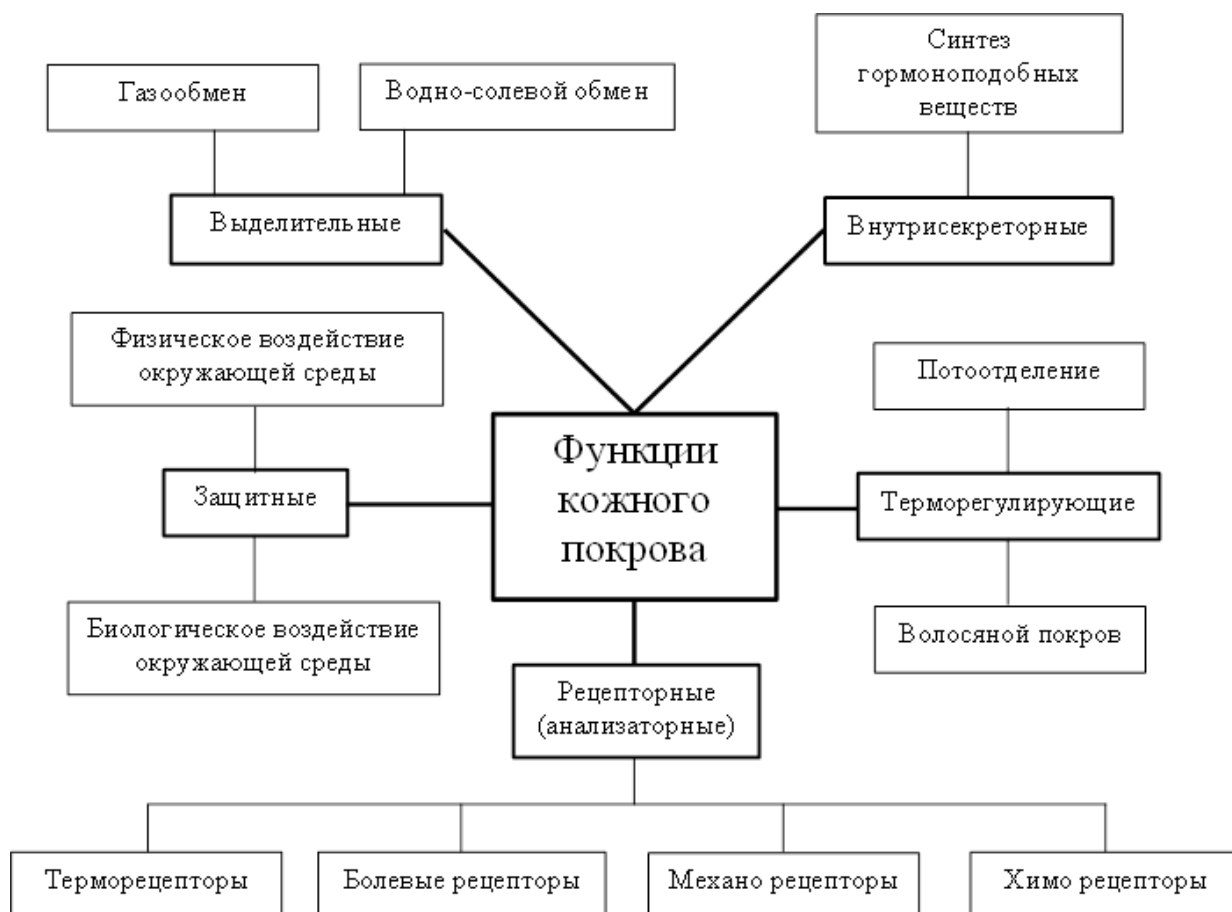 Синтез
гормоноподобных
веществ
Газообмен
Водно-солевой обмен
Выделительные
Внутрисекреторные
Физическое воздействие
окружающей среды
Потоотделение
Функции
кожного
покрова
Защитные
Терморегулирующие
Биологическое воздействие
окружающей среды
Волосяной покров
Рецепторные
(анализаторные)
Терморецепторы
Болевые рецепторы
Механо рецепторы
Химо рецепторы